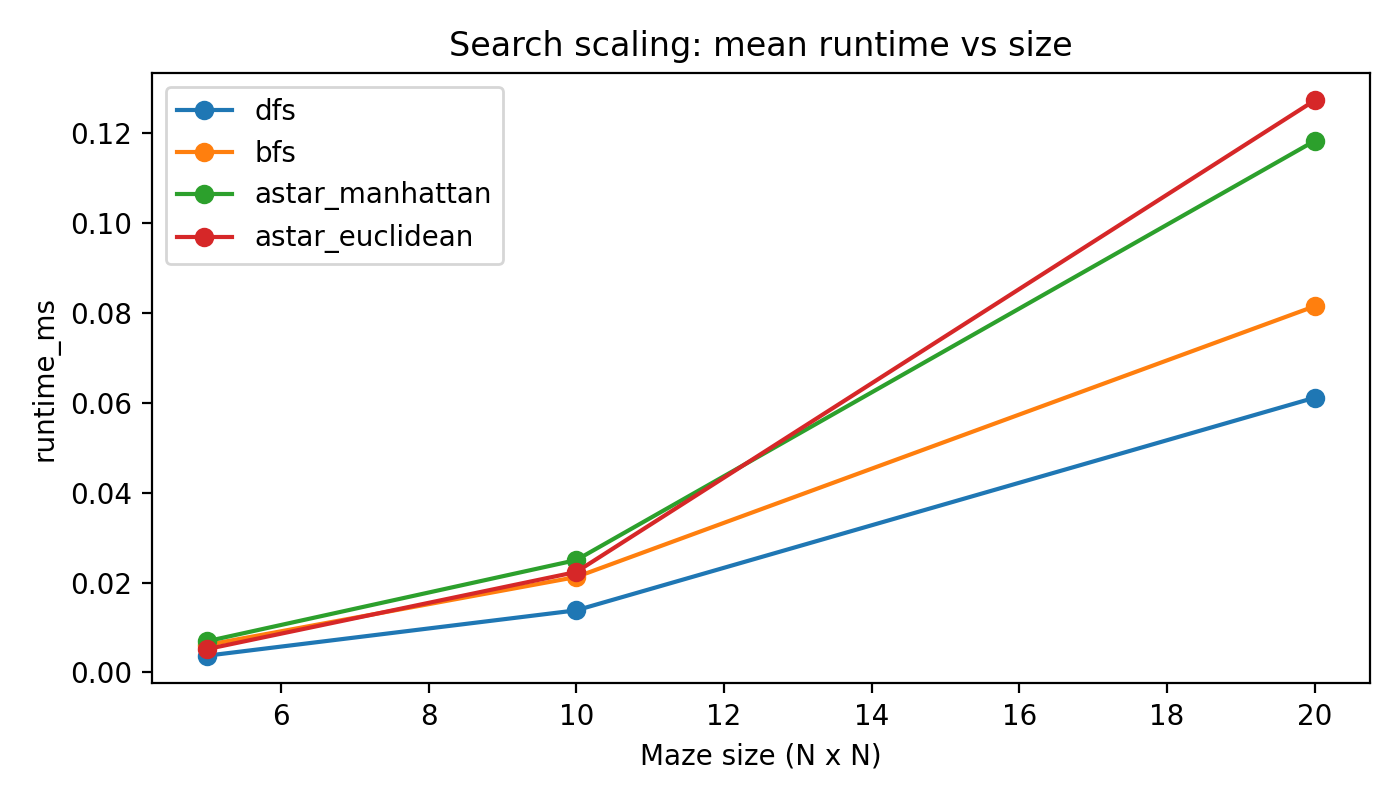 Search scaling: mean runtime vs size
dfs
bfs
astar_manhattan
astar_euclidean
runtime_ms
0.12
0.10
0.08
0.06
0.04
0.02
0.00
6 8 10 12 14 16 18 20
Maze size (N x N)